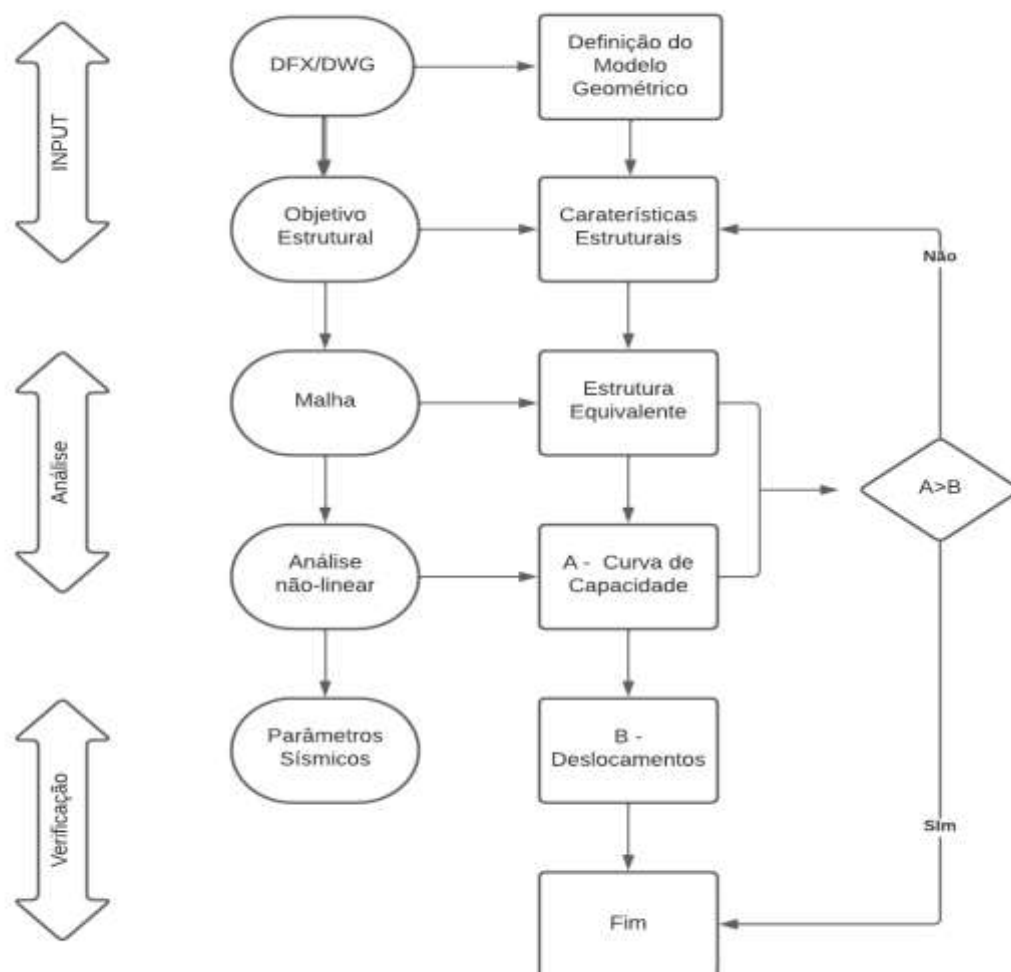 INPUT
DFX/DWG
Definição do
Modelo
Geométrico
Objetivo
Estrutural
Caraterísticas
Estruturais
Não
Análise
Malha
Estrutura
Equivalente
A>B
Análise
não-linear
A - Curva de
Capacidade
Verificação
Parâmetros
Sísmicos
B -
Deslocamentos
Sim
Fim